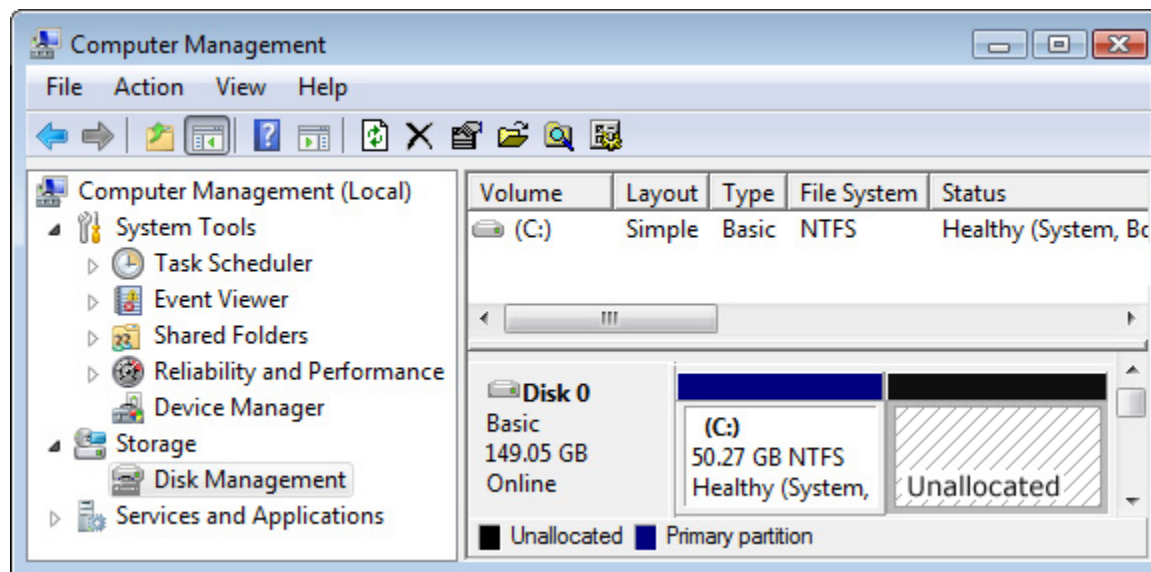 Computer Management
File Action View Help
Computer Management (Local)
System Tools
Task Scheduler
Event Viewer
Shared Folders
Reliability and Performance
Device Manager
Storage
Disk Management
Services and Applications
Volume Layout Type File System Status
(C:) Simple Basic NTFS Healthy (System, Bc
Disk 0
Basic
149.05 GB
Online
(C:)
50.27 GB NTFS
Healthy (System,
Unallocated
Unallocated Primary partition